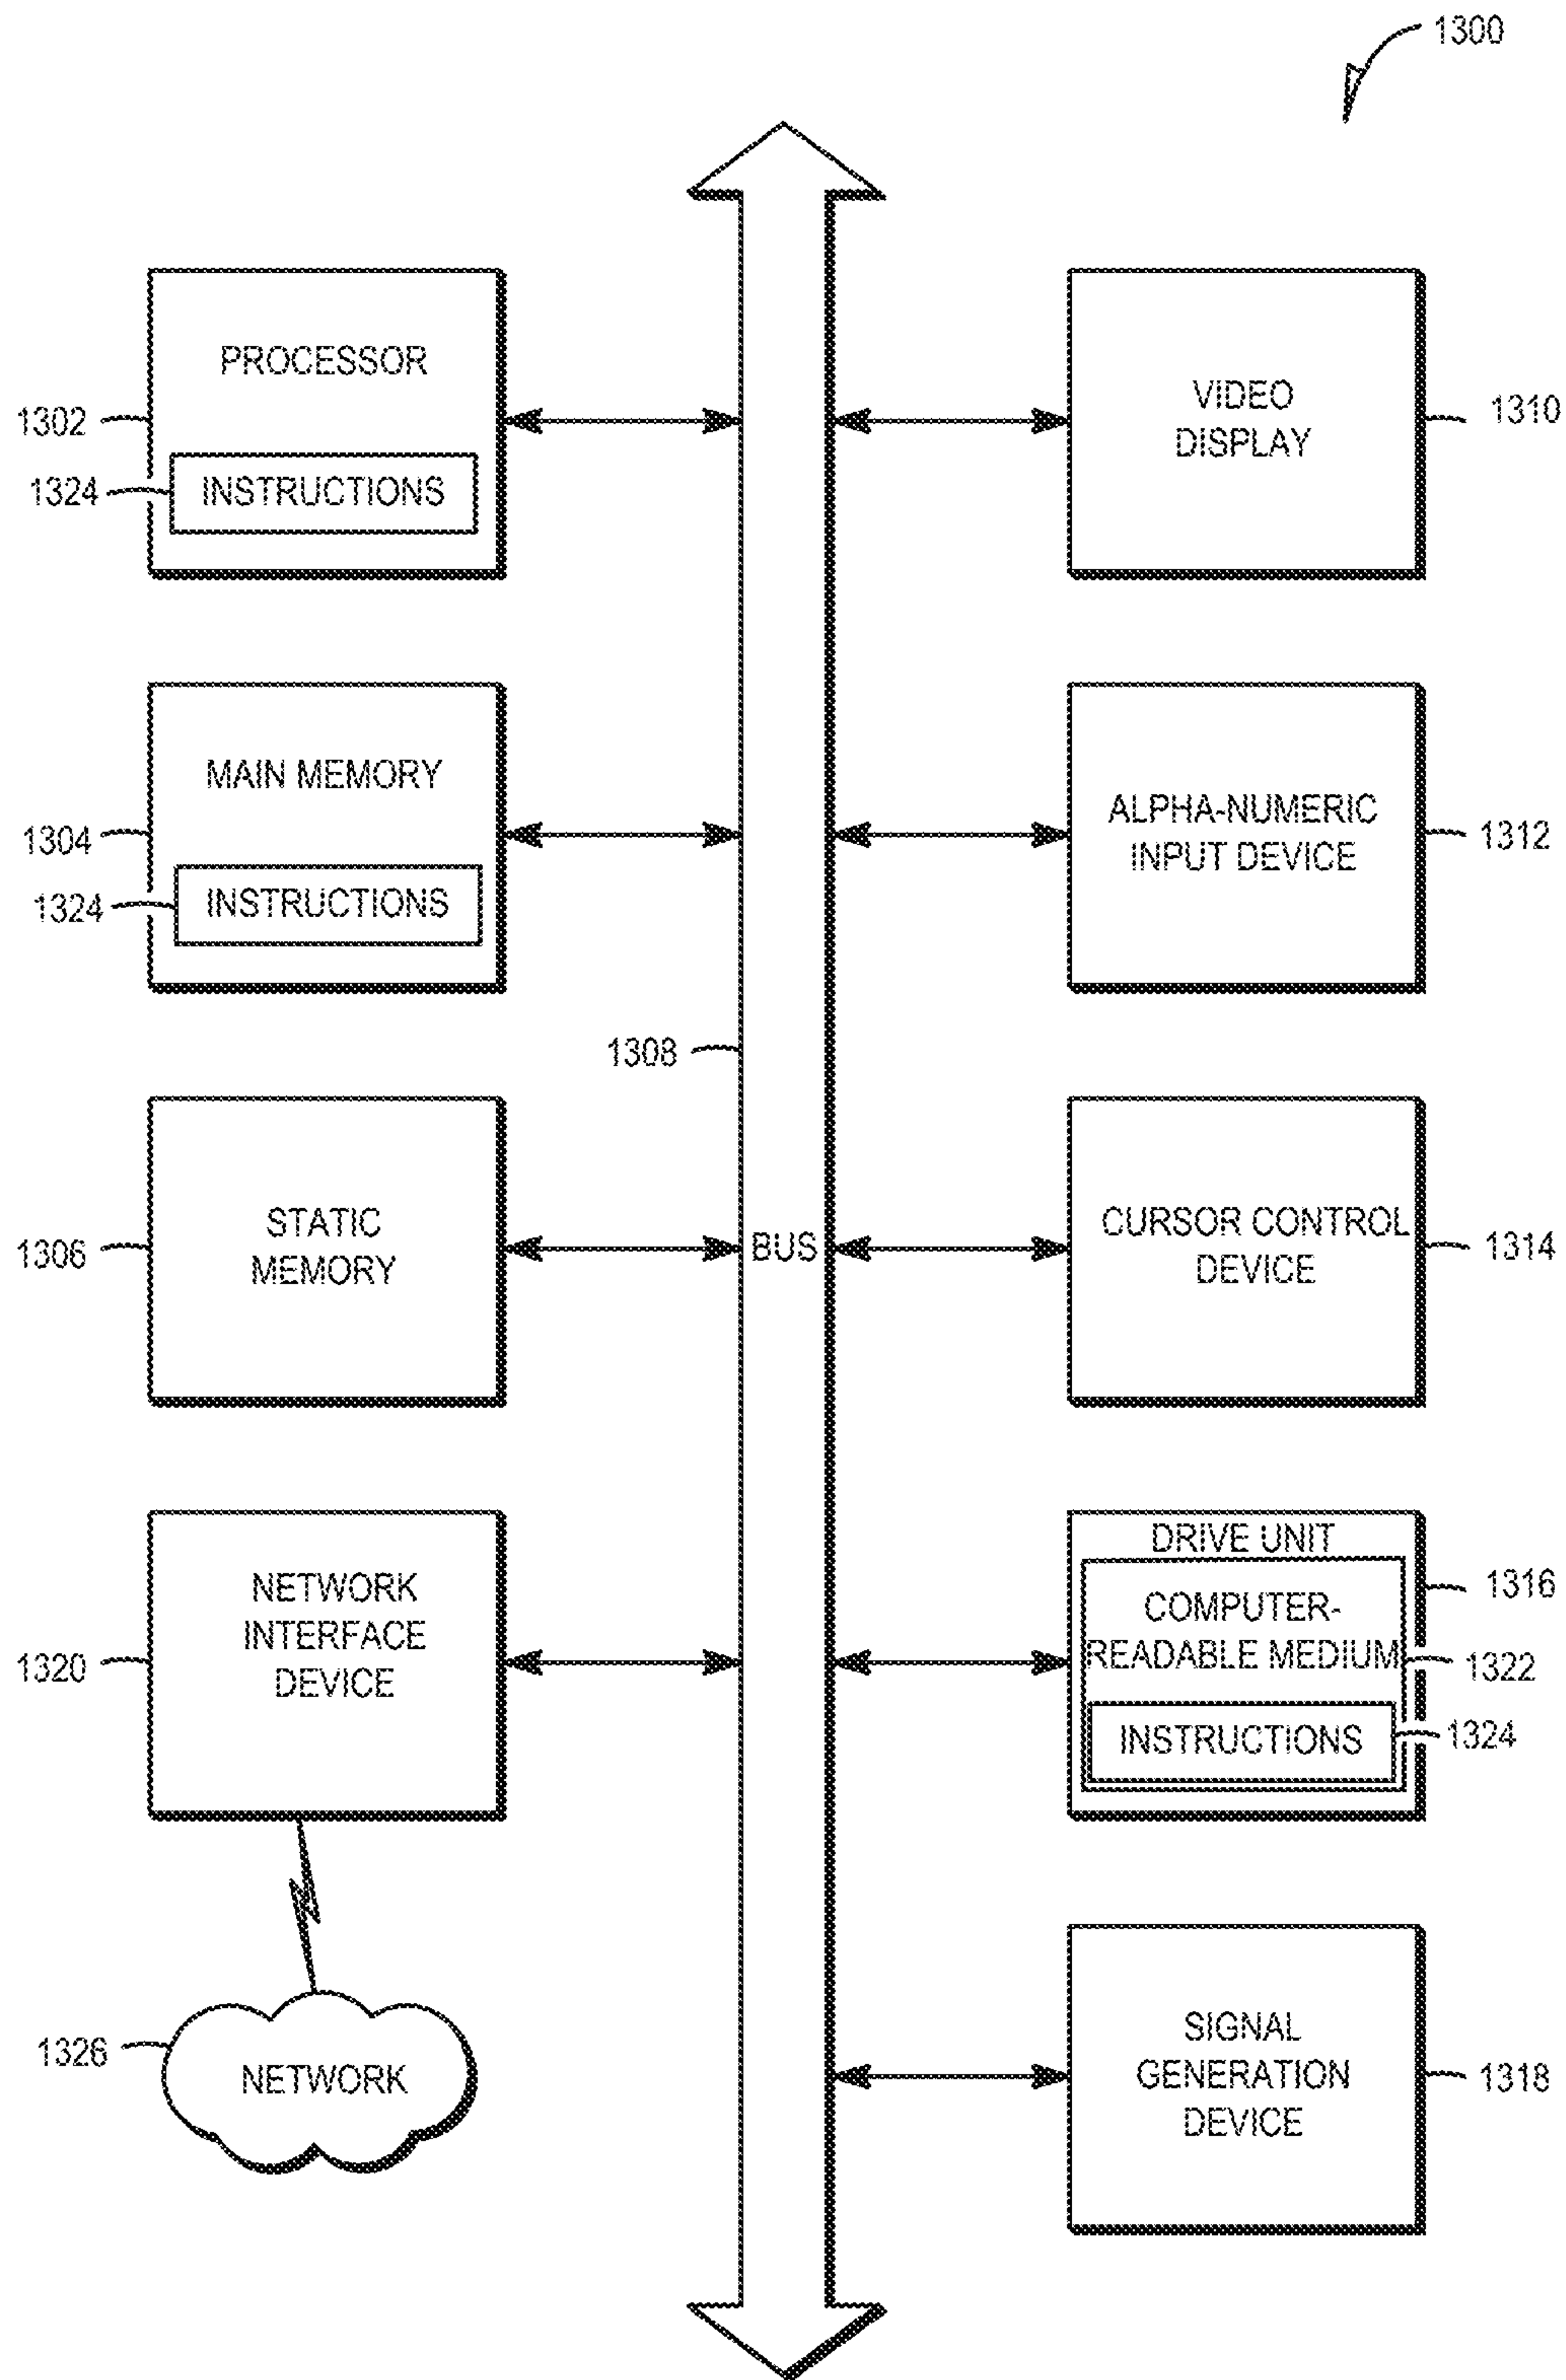 1300
PROCESSOR
1302
1324
INSTRUCTIONS
VIDEO
DISPLAY
1310
MAIN MEMORY
1304
1324
INSTRUCTIONS
ALPHA-NUMERIC
INPUT DEVICE
1312
1308
STATIC
MEMORY
1306
BUS
CURSOR CONTROL
DEVICE
1314
NETWORK
INTERFACE
DEVICE
1320
DRIVE UNIT
1316
COMPUTER-
READABLE MEDIUM
1322
INSTRUCTIONS
1324
1326
NETWORK
SIGNAL
GENERATION
DEVICE
1318